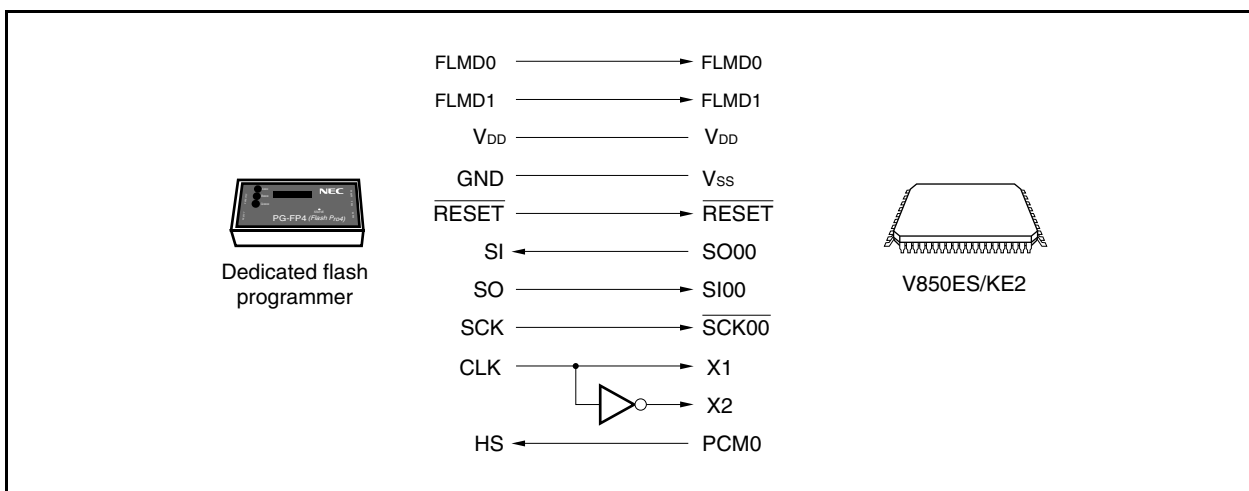 FLMD0 FLMD0
FLMD1 FLMD1
VDD VDD
GND VSS
RESET RESET
SI SO00
SO SI00
SCK SCK00
CLK X1
X2
HS PCM0
NEC
PG-FP4 (Flash Pro4)
Dedicated flash
programmer
V850ES/KE2